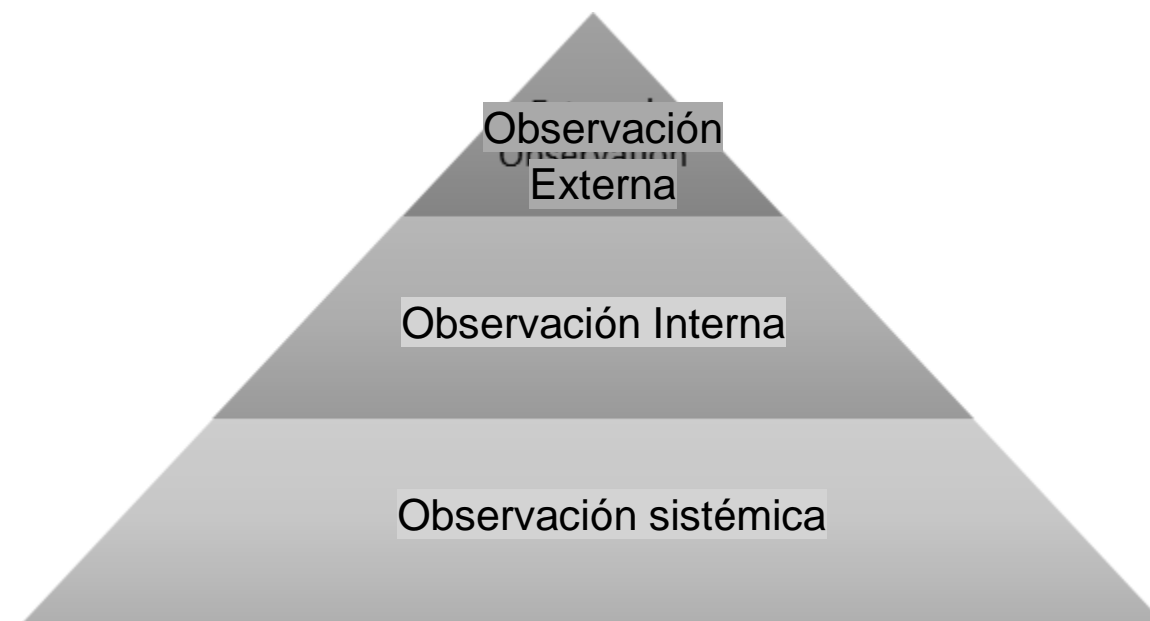 Observación
Externa
Observación Interna
Observación sistémica